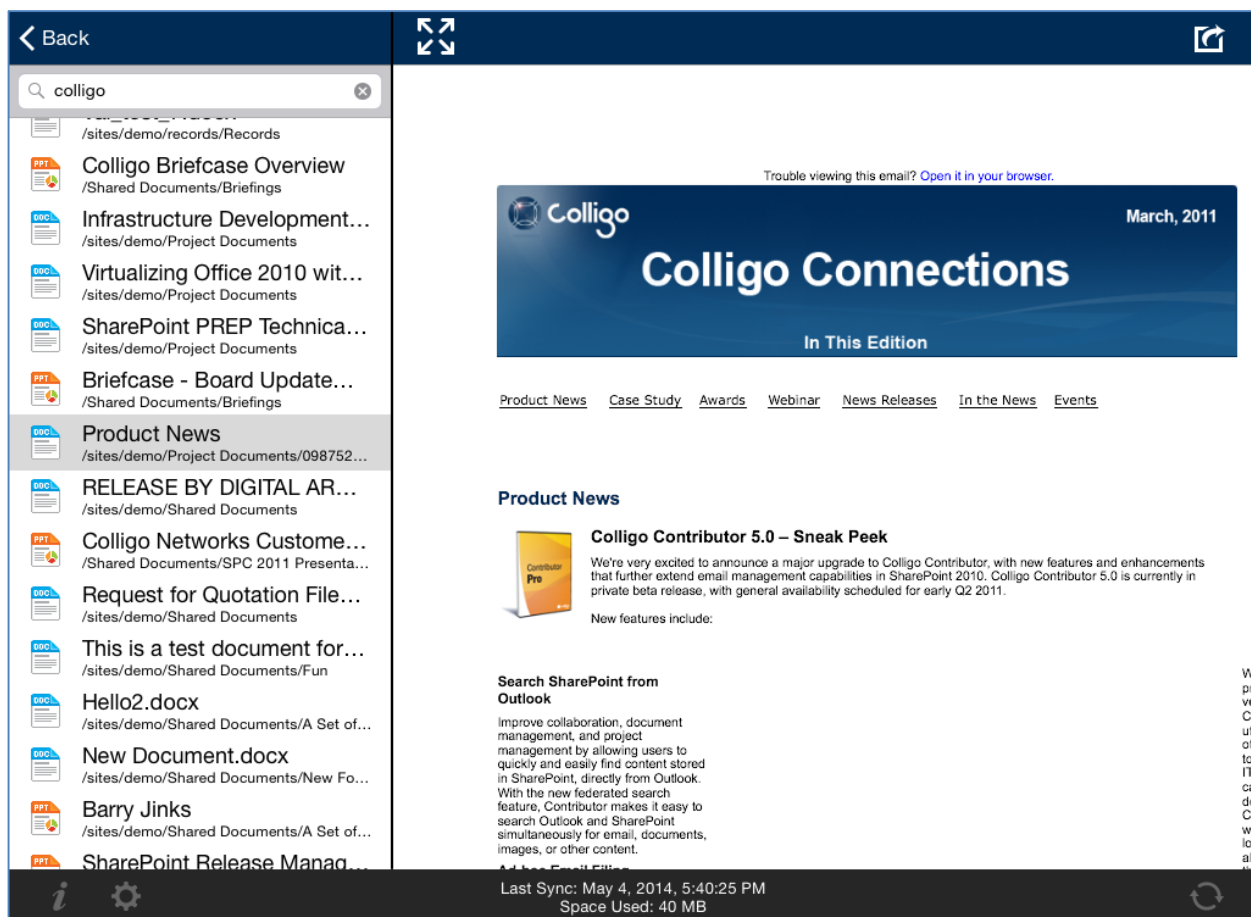 Back
colligo
/sites/demo/records/Records
Colligo Briefcase Overview
/Shared Documents/Briefings
Infrastructure Development…
/sites/demo/Project Documents
Virtualizing Office 2010 wit…
/sites/demo/Project Documents
SharePoint PREP Technica…
/sites/demo/Project Documents
Briefcase - Board Update…
/Shared Documents/Briefings
Product News
/sites/demo/Project Documents/098752…
RELEASE BY DIGITAL AR…
/sites/demo/Shared Documents
Colligo Networks Custome…
/Shared Documents/SPC 2011 Presenta…
Request for Quotation File…
/sites/demo/Shared Documents
This is a test document for…
/sites/demo/Shared Documents/Fun
Hello2.docx
/sites/demo/Shared Documents/A Set of…
New Document.docx
/sites/demo/Shared Documents/New Fo…
Barry Jinks
/sites/demo/Shared Documents/A Set of…
SharePoint Release Manag…
Trouble viewing this email? Open it in your browser.
Colligo
March, 2011
Colligo Connections
In This Edition
Product News Case Study Awards Webinar News Releases In the News Events
Product News
Contributor
Pro
Colligo Contributor 5.0 – Sneak Peek
We're very excited to announce a major upgrade to Colligo Contributor, with new features and enhancements
that further extend email management capabilities in SharePoint 2010. Colligo Contributor 5.0 is currently in
private beta release, with general availability scheduled for early Q2 2011.
New features include:
Search SharePoint from
Outlook
Improve collaboration, document
management, and project
management by allowing users to
quickly and easily find content stored
in SharePoint, directly from Outlook.
With the new federated search
feature, Contributor makes it easy to
search Outlook and SharePoint
simultaneously for email, documents,
images, or other content.
Ad-hoc Email Filing
Last Sync: May 4, 2014, 5:40:25 PM
Space Used: 40 MB